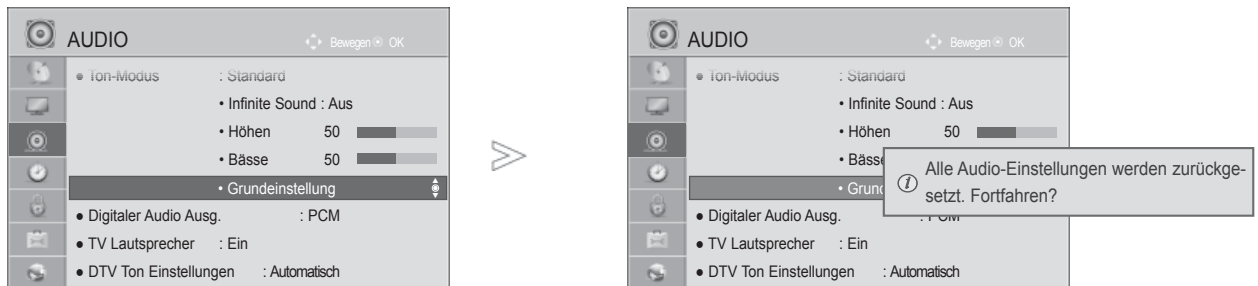 AUDIO
Bewegen OK
● Ton-Modus : Standard
• Infinite Sound : Aus
• Höhen 50
• Bässe 50
• Grundeinstellung
● Digitaler Audio Ausg. : PCM
● TV Lautsprecher : Ein
● DTV Ton Einstellungen : Automatisch
AUDIO
Bewegen OK
● Ton-Modus : Standard
• Infinite Sound : Aus
• Höhen 50
• Bässe
• Grund
Alle Audio-Einstellungen werden zurückge-
setzt. Fortfahren?
● Digitaler Audio Ausg. : PCM
● TV Lautsprecher : Ein
● DTV Ton Einstellungen : Automatisch